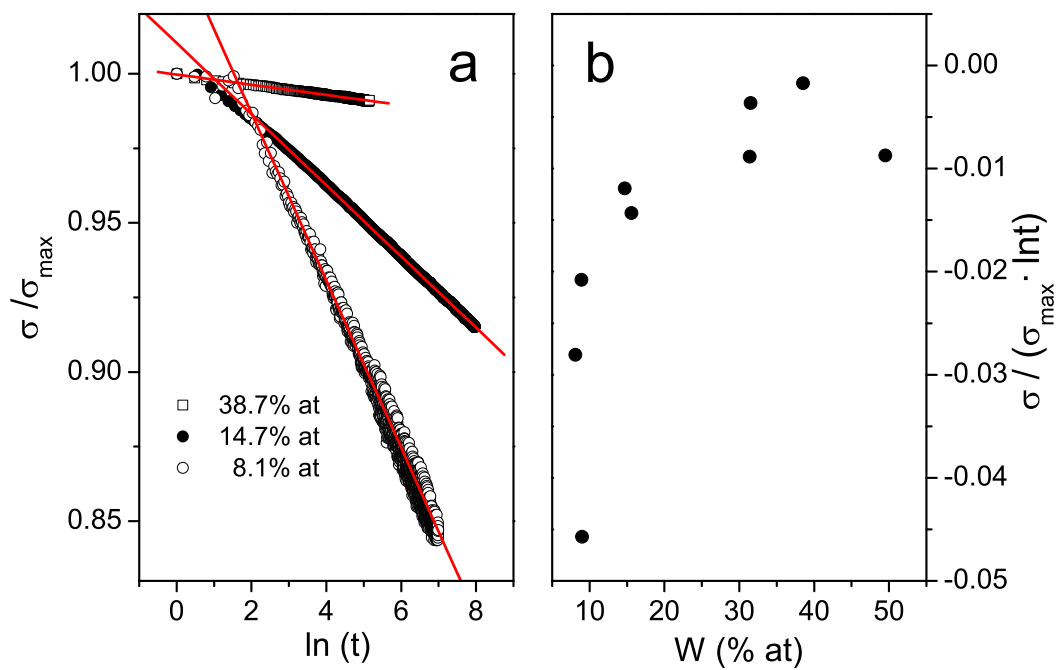 a
1.00
0.95
0.90
0.85
σ /σmax
38.7% at
14.7% at
8.1% at
0 2 4 6 8
ln (t)
b
0.00
-0.01
-0.02
-0.03
-0.04
-0.05
σ / (σmax· lnt)
10 20 30 40 50
W (% at)